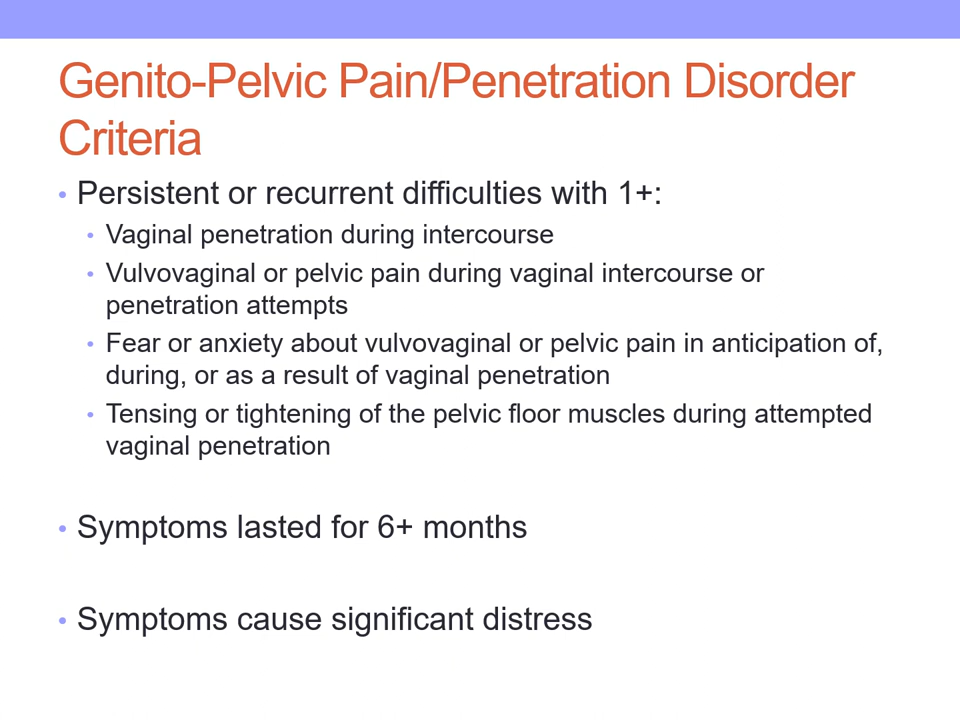 Genito-Pelvic Pain/Penetration Disorder
Criteria
• Persistent or recurrent difficulties with 1+:
• Vaginal penetration during intercourse
• Vulvovaginal or pelvic pain during vaginal intercourse or
penetration attempts
• Fear or anxiety about vulvovaginal or pelvic pain in anticipation of,
during, or as a result of vaginal penetration
• Tensing or tightening of the pelvic floor muscles during attempted
vaginal penetration
• Symptoms lasted for 6+ months
• Symptoms cause significant distress